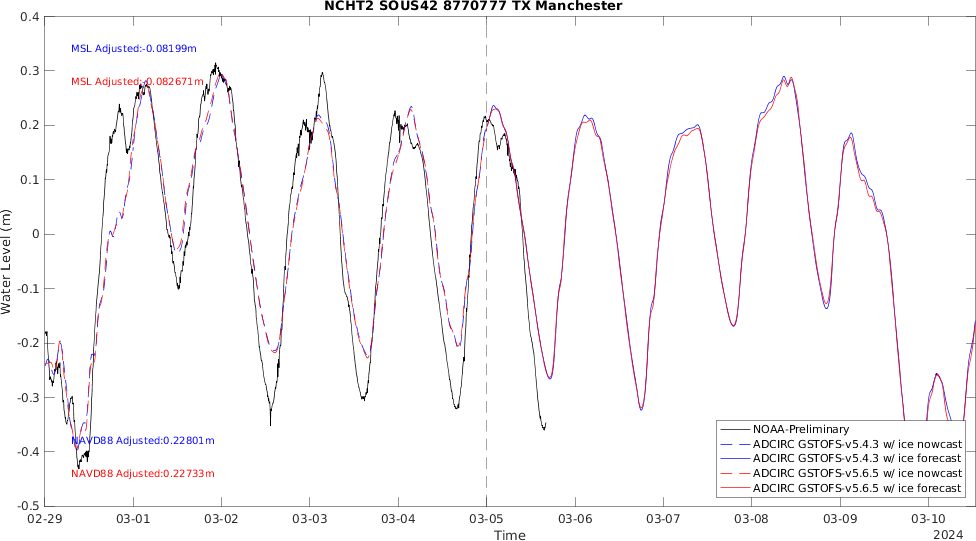 NCHT2 SOUS42 8770777 TX Manchester
0.4
0.3
0.2
0.1
0
-0.1
-0.2
-0.3
-0.4
-0.5
Water Level (m)
MSL Adjusted:-0.08199m
MSL Adjusted:-0.082671m
NAVD88 Adjusted:0.22801m
NAVD88 Adjusted:0.22733m
NOAA-Preliminary
ADCIRC GSTOFS-v5.4.3 w/ ice nowcast
ADCIRC GSTOFS-v5.4.3 w/ ice forecast
ADCIRC GSTOFS-v5.6.5 w/ ice nowcast
ADCIRC GSTOFS-v5.6.5 w/ ice forecast
02-29 03-01 03-02 03-03 03-04 03-05 03-06 03-07 03-08 03-09 03-10
Time
2024